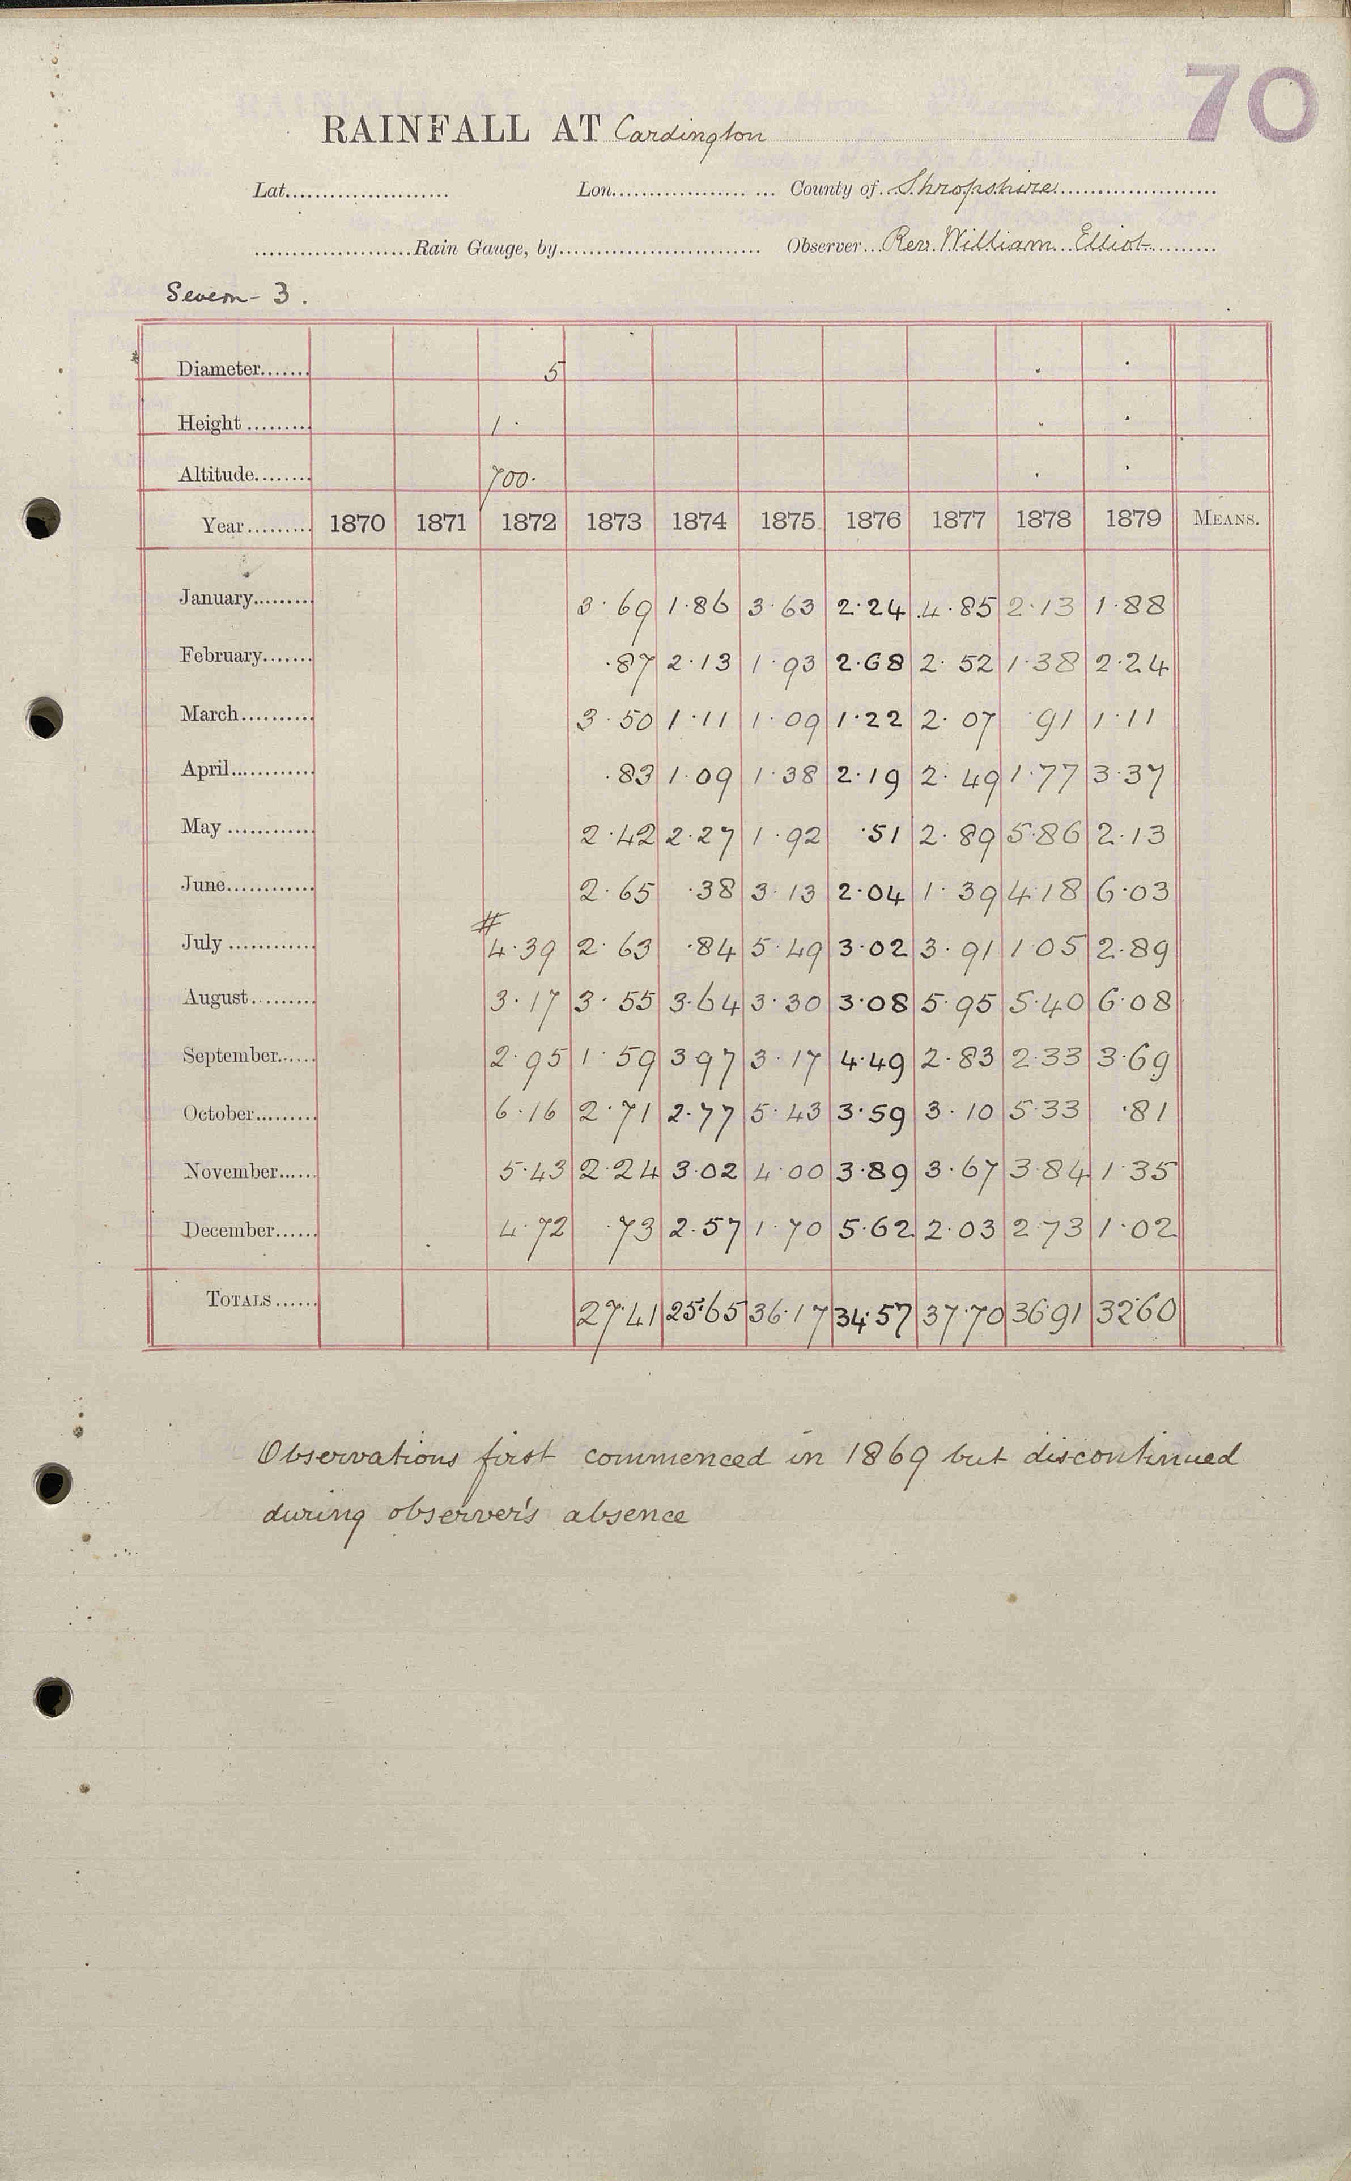 70
RAINFALL AT Cardington
Lat...................... Lon...................... County of Shropshire
......................Rain Gauge, by...................... Observer Rev. William Elliot
Severn - 3.
Diameter....... 5
Height ......... 1 ·
Altitude........ 700·
Year......... 1870 1871 1872 1873 1874 1875 1876 1877 1878 1879 MEANS.
January......... 3·69 1·86 3·63 2·24 4·85 2·13 1·88
February....... ·87 2·13 1·93 2·68 2·52 1·38 2·24
March.......... 3·50 1·11 1·09 1·22 2·07 ·91 1·11
April............ ·83 1·09 1·38 2·19 2·49 1·77 3·37
May ............ 2·42 2·27 1·92 ·51 2·89 5·86 2·13
June............ 2·65 ·38 3·13 2·04 1·39 4·18 6·03
July ............ # 4·39 2·63 ·84 5·49 3·02 3·91 1·05 2·89
August......... 3·17 3·55 3·64 3·30 3·08 5·95 5·40 6·08
September...... 2·95 1·59 3 97 3·17 4·49 2·83 2·33 3·69
October......... 6·16 2·71 2·77 5·43 3·59 3·10 5·33 ·81
November...... 5·43 2·24 3·02 4·00 3·89 3·67 3·84 1·35
December...... 4·72 ·73 2·57 1·70 5·62 2·03 2·73 1·02
TOTALS ...... 27·41 25·65 36·17 34·57 37·70 36·91 32·60
Observations first commenced in 1869 but discontinued
during observer's absence